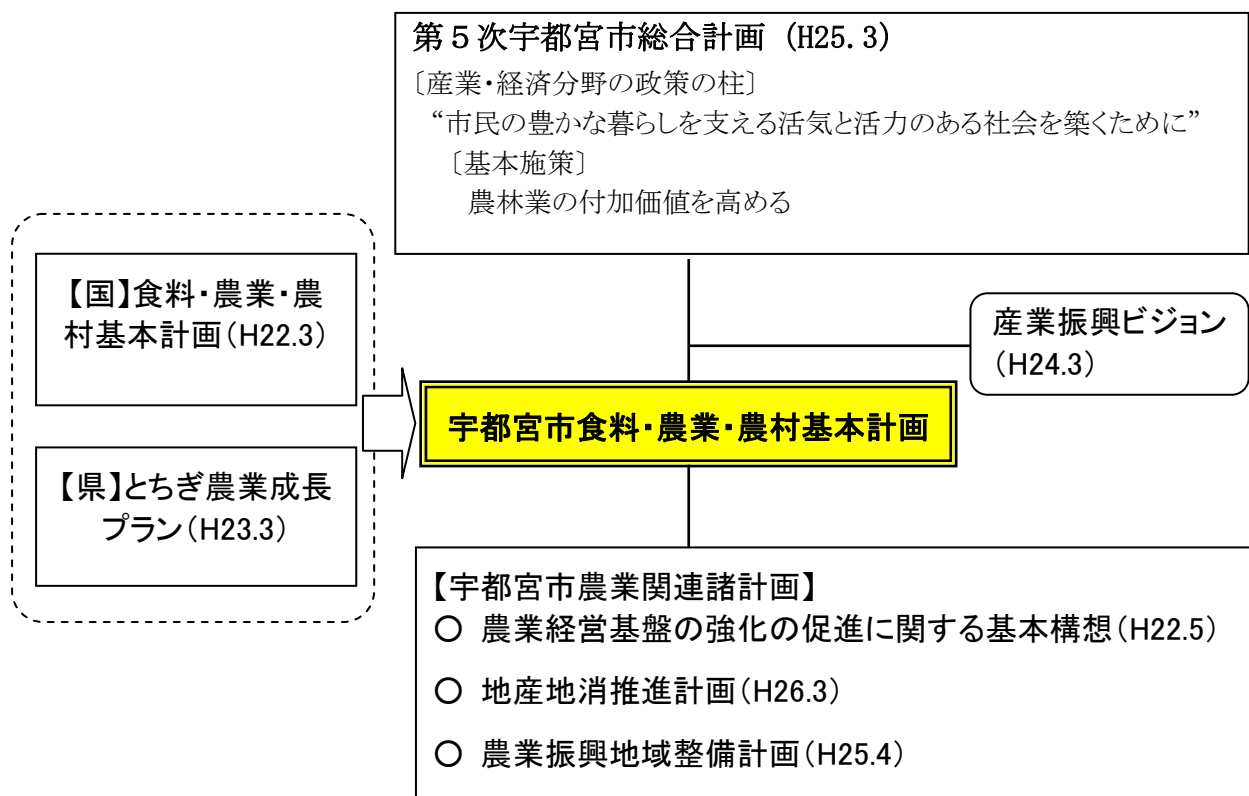 第5次宇都宮市総合計画 (H25.3)
〔産業・経済分野の政策の柱〕
“市民の豊かな暮らしを支える活気と活力のある社会を築くために”
〔基本施策〕
農林業の付加価値を高める
【国】食料・農業・農
村基本計画(H22.3)
【県】とちぎ農業成長
プラン(H23.3)
産業振興ビジョン
(H24.3)
宇都宮市食料・農業・農村基本計画
【宇都宮市農業関連諸計画】
○ 農業経営基盤の強化の促進に関する基本構想(H22.5)
○ 地産地消推進計画(H26.3)
○ 農業振興地域整備計画(H25.4)